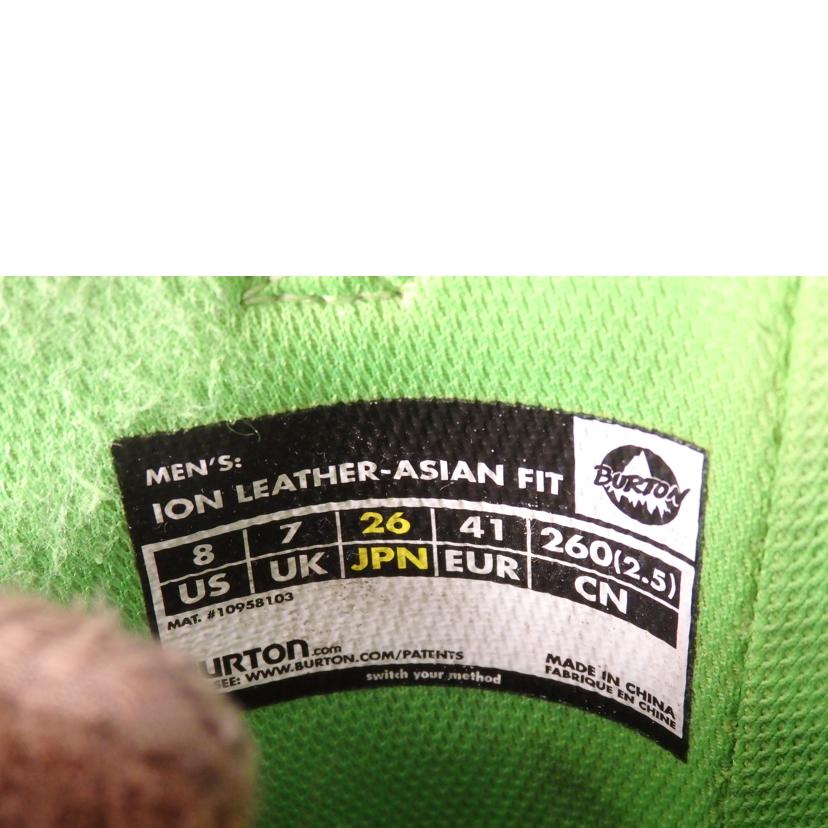 MEN'S:
ION LEATHER-ASIAN FIT
BURTON
8 7 26 41 260(2.5)
US UK JPN EUR CN
MAT. #10958103
URTON.com
SEE: WWW.BURTON.COM/PATENTS
MADE IN CHINA
FABRIQUE EN CHINE
switch your method